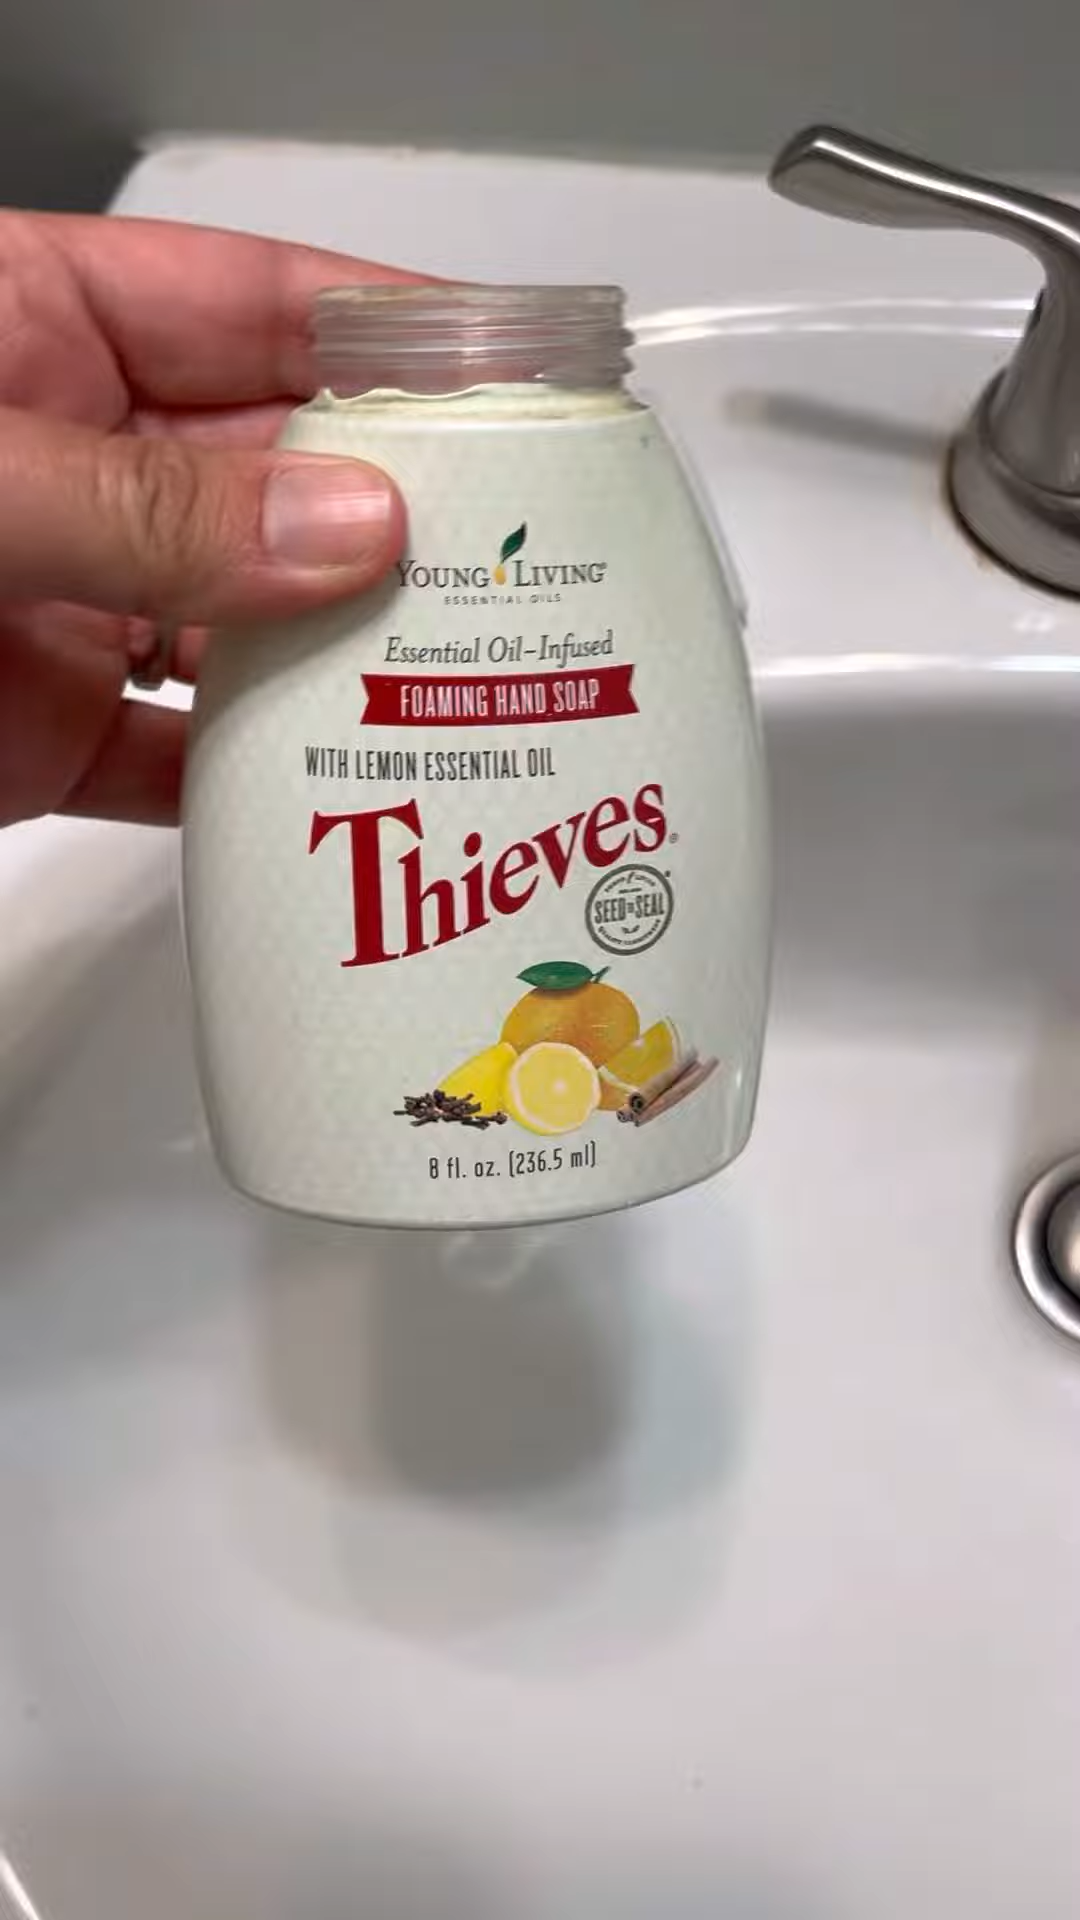 YOUNG LIVING®
ESSENTIAL OILS
Essential Oil-Infused
FOAMING HAND SOAP
WITH LEMON ESSENTIAL OIL
Thieves®
SEED TO SEAL
8 fl. oz. (236.5 ml)